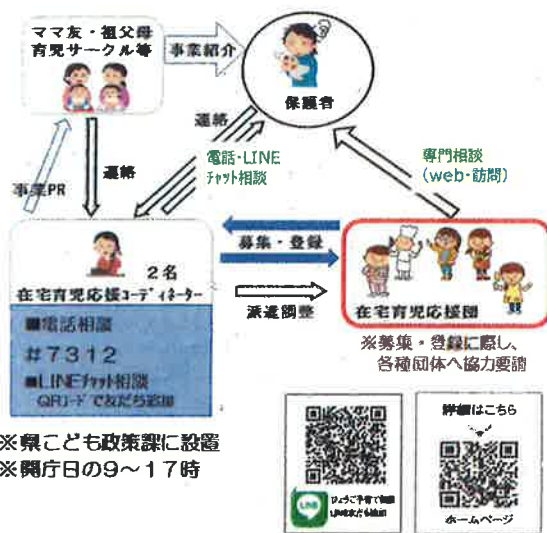 ママ友・祖父母
育児サークル等
事業紹介
保護者
連絡
連絡
事業PR
電話・LINE
チャット相談
専門相談
(web・訪問)
2名
在宅育児応援コーディネーター
■電話相談
#7312
■LINEチャット相談
QRコードで友だち追加
募集・登録
派遣調整
在宅育児応援団
※募集・登録に際し、
各種団体へ協力要請
※県こども政策課に設置
※開庁日の9～17時
LINE
詳細はこちら
ホームページ